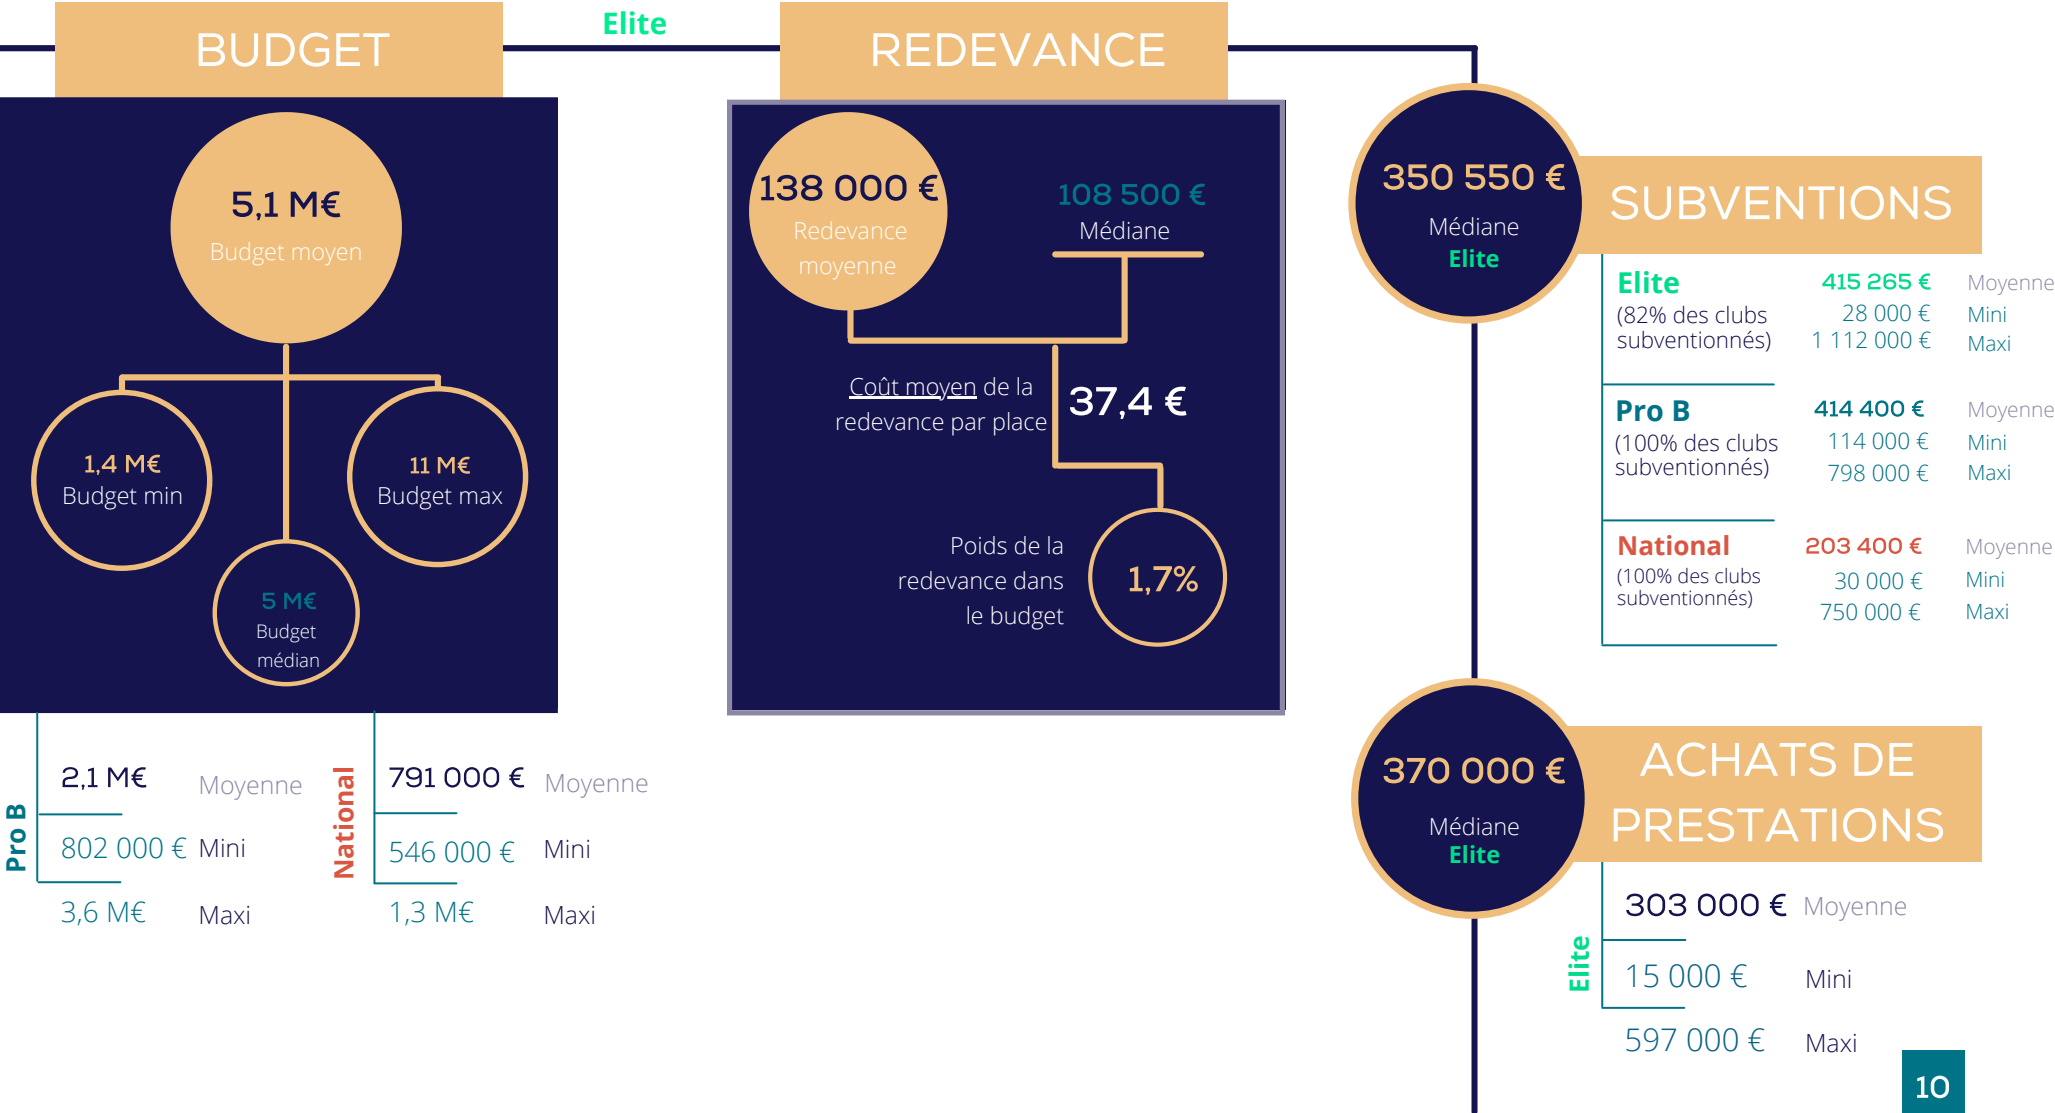 Elite
BUDGET
5,1 M€
Budget moyen
1,4 M€
Budget min
11 M€
Budget max
5 M€
Budget
médian
Pro B
2,1 M€ Moyenne
802 000 € Mini
3,6 M€ Maxi
National
791 000 € Moyenne
546 000 € Mini
1,3 M€ Maxi
REDEVANCE
138 000 €
Redevance
moyenne
108 500 €
Médiane
Coût moyen de la
redevance par place
37,4 €
Poids de la
redevance dans
le budget
1,7%
350 550 €
Médiane
Elite
SUBVENTIONS
Elite 415 265 € Moyenne
(82% des clubs 28 000 € Mini
subventionnés) 1 112 000 € Maxi
Pro B 414 400 € Moyenne
(100% des clubs 114 000 € Mini
subventionnés) 798 000 € Maxi
National 203 400 € Moyenne
(100% des clubs 30 000 € Mini
subventionnés) 750 000 € Maxi
370 000 €
Médiane
Elite
ACHATS DE
PRESTATIONS
Elite
303 000 € Moyenne
15 000 € Mini
597 000 € Maxi
10